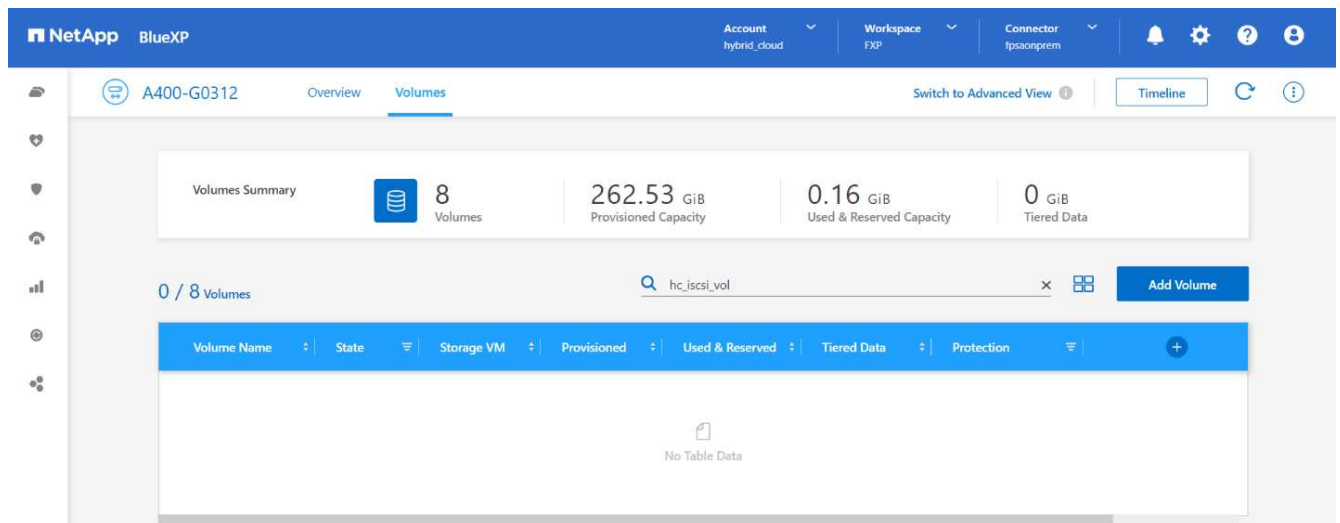 NetApp BlueXP
Account
hybrid_cloud
Workspace
FXP
Connector
fpsaonprem
A400-G0312
Overview
Volumes
Switch to Advanced View
Timeline
Volumes Summary
8
Volumes
262.53 GiB
Provisioned Capacity
0.16 GiB
Used & Reserved Capacity
0 GiB
Tiered Data
0 / 8 Volumes
hc_iscsi_vol
Add Volume
Volume Name
State
Storage VM
Provisioned
Used & Reserved
Tiered Data
Protection
No Table Data